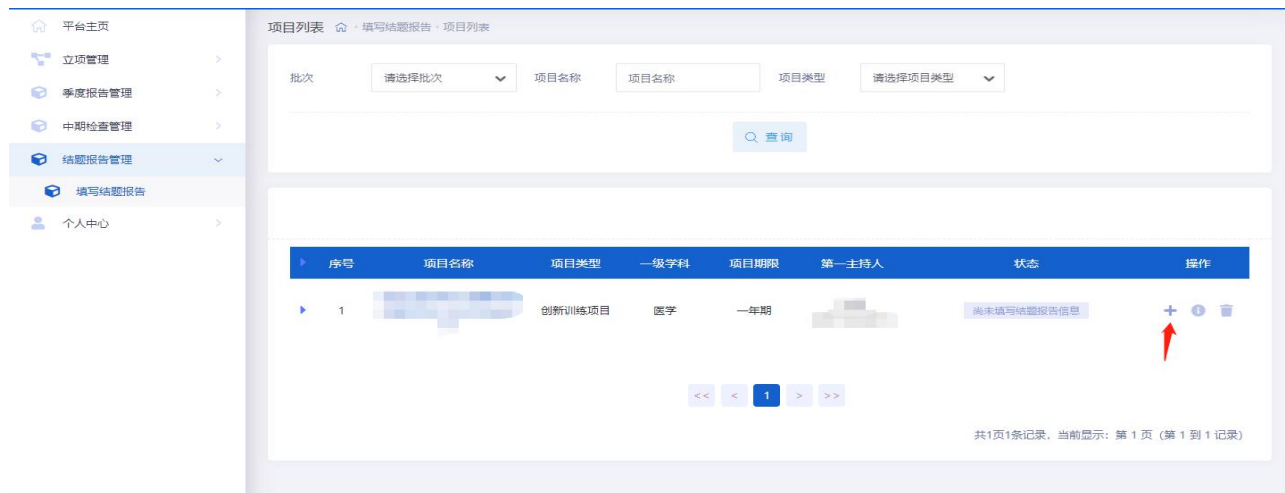 平台主页
立项管理
季度报告管理
中期检查管理
结题报告管理
填写结题报告
个人中心
项目列表 - 填写结题报告 - 项目列表
批次 请选择批次 项目名称 项目名称 项目类型 请选择项目类型
查询
序号 项目名称 项目类型 一级学科 项目期限 第一主持人 状态 操作
1 创新训练项目 医学 一年期 尚未填写结题报告信息
<< < 1 > >>
共1页1条记录，当前显示：第 1 页（第 1 到 1 记录）